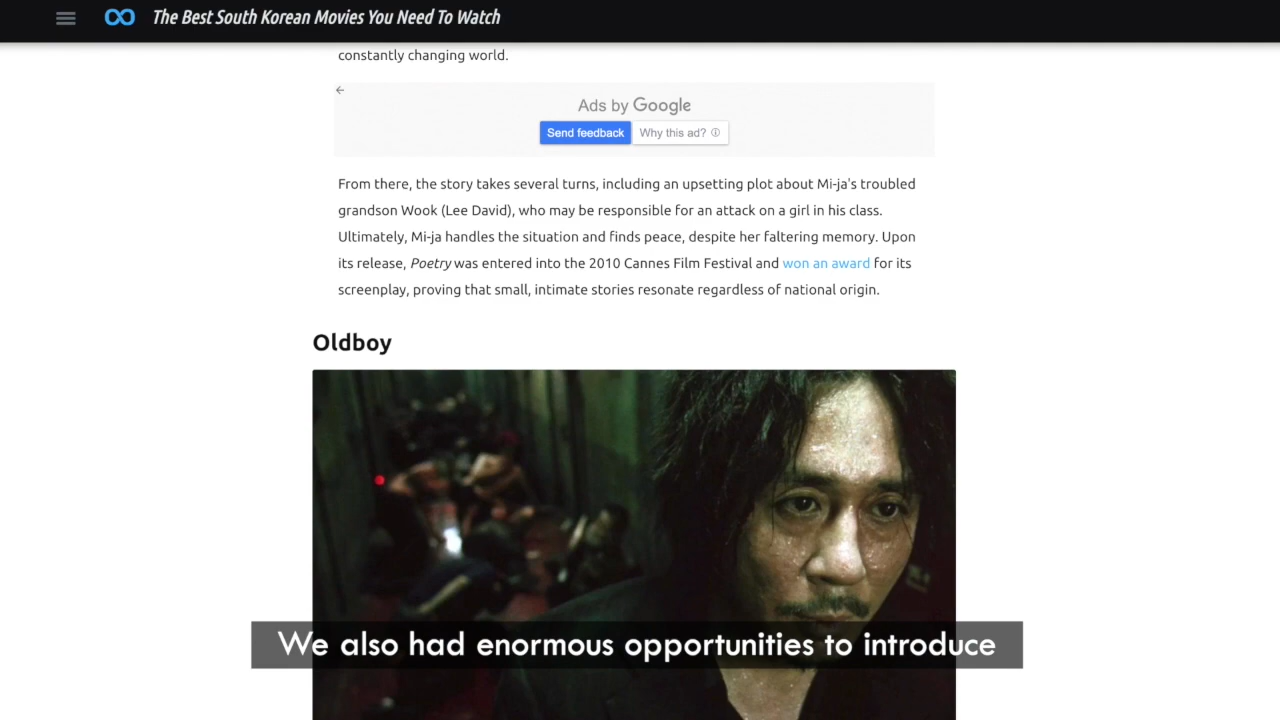 The Best South Korean Movies You Need To Watch
constantly changing world.
Ads by Google
Send feedback
Why this ad?
From there, the story takes several turns, including an upsetting plot about Mi-ja's troubled
grandson Wook (Lee David), who may be responsible for an attack on a girl in his class.
Ultimately, Mi-ja handles the situation and finds peace, despite her faltering memory. Upon
its release, Poetry was entered into the 2010 Cannes Film Festival and won an award for its
screenplay, proving that small, intimate stories resonate regardless of national origin.
Oldboy
We also had enormous opportunities to introduce